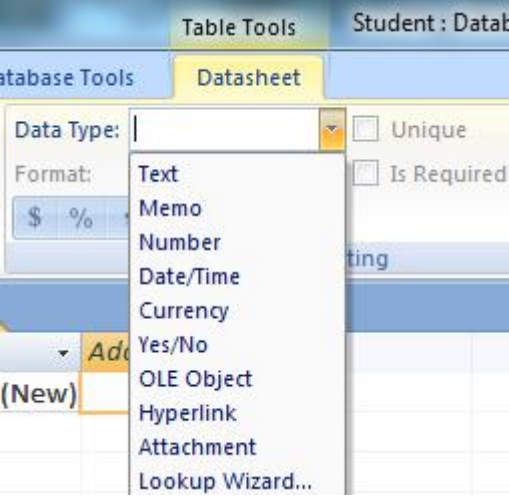 Table Tools
Student : Datab
atabase Tools
Datasheet
Data Type:
Unique
Format:
Is Required
$ %
Text
Memo
Number
Date/Time
Currency
Yes/No
OLE Object
Hyperlink
Attachment
Lookup Wizard...
ting
Add
(New)